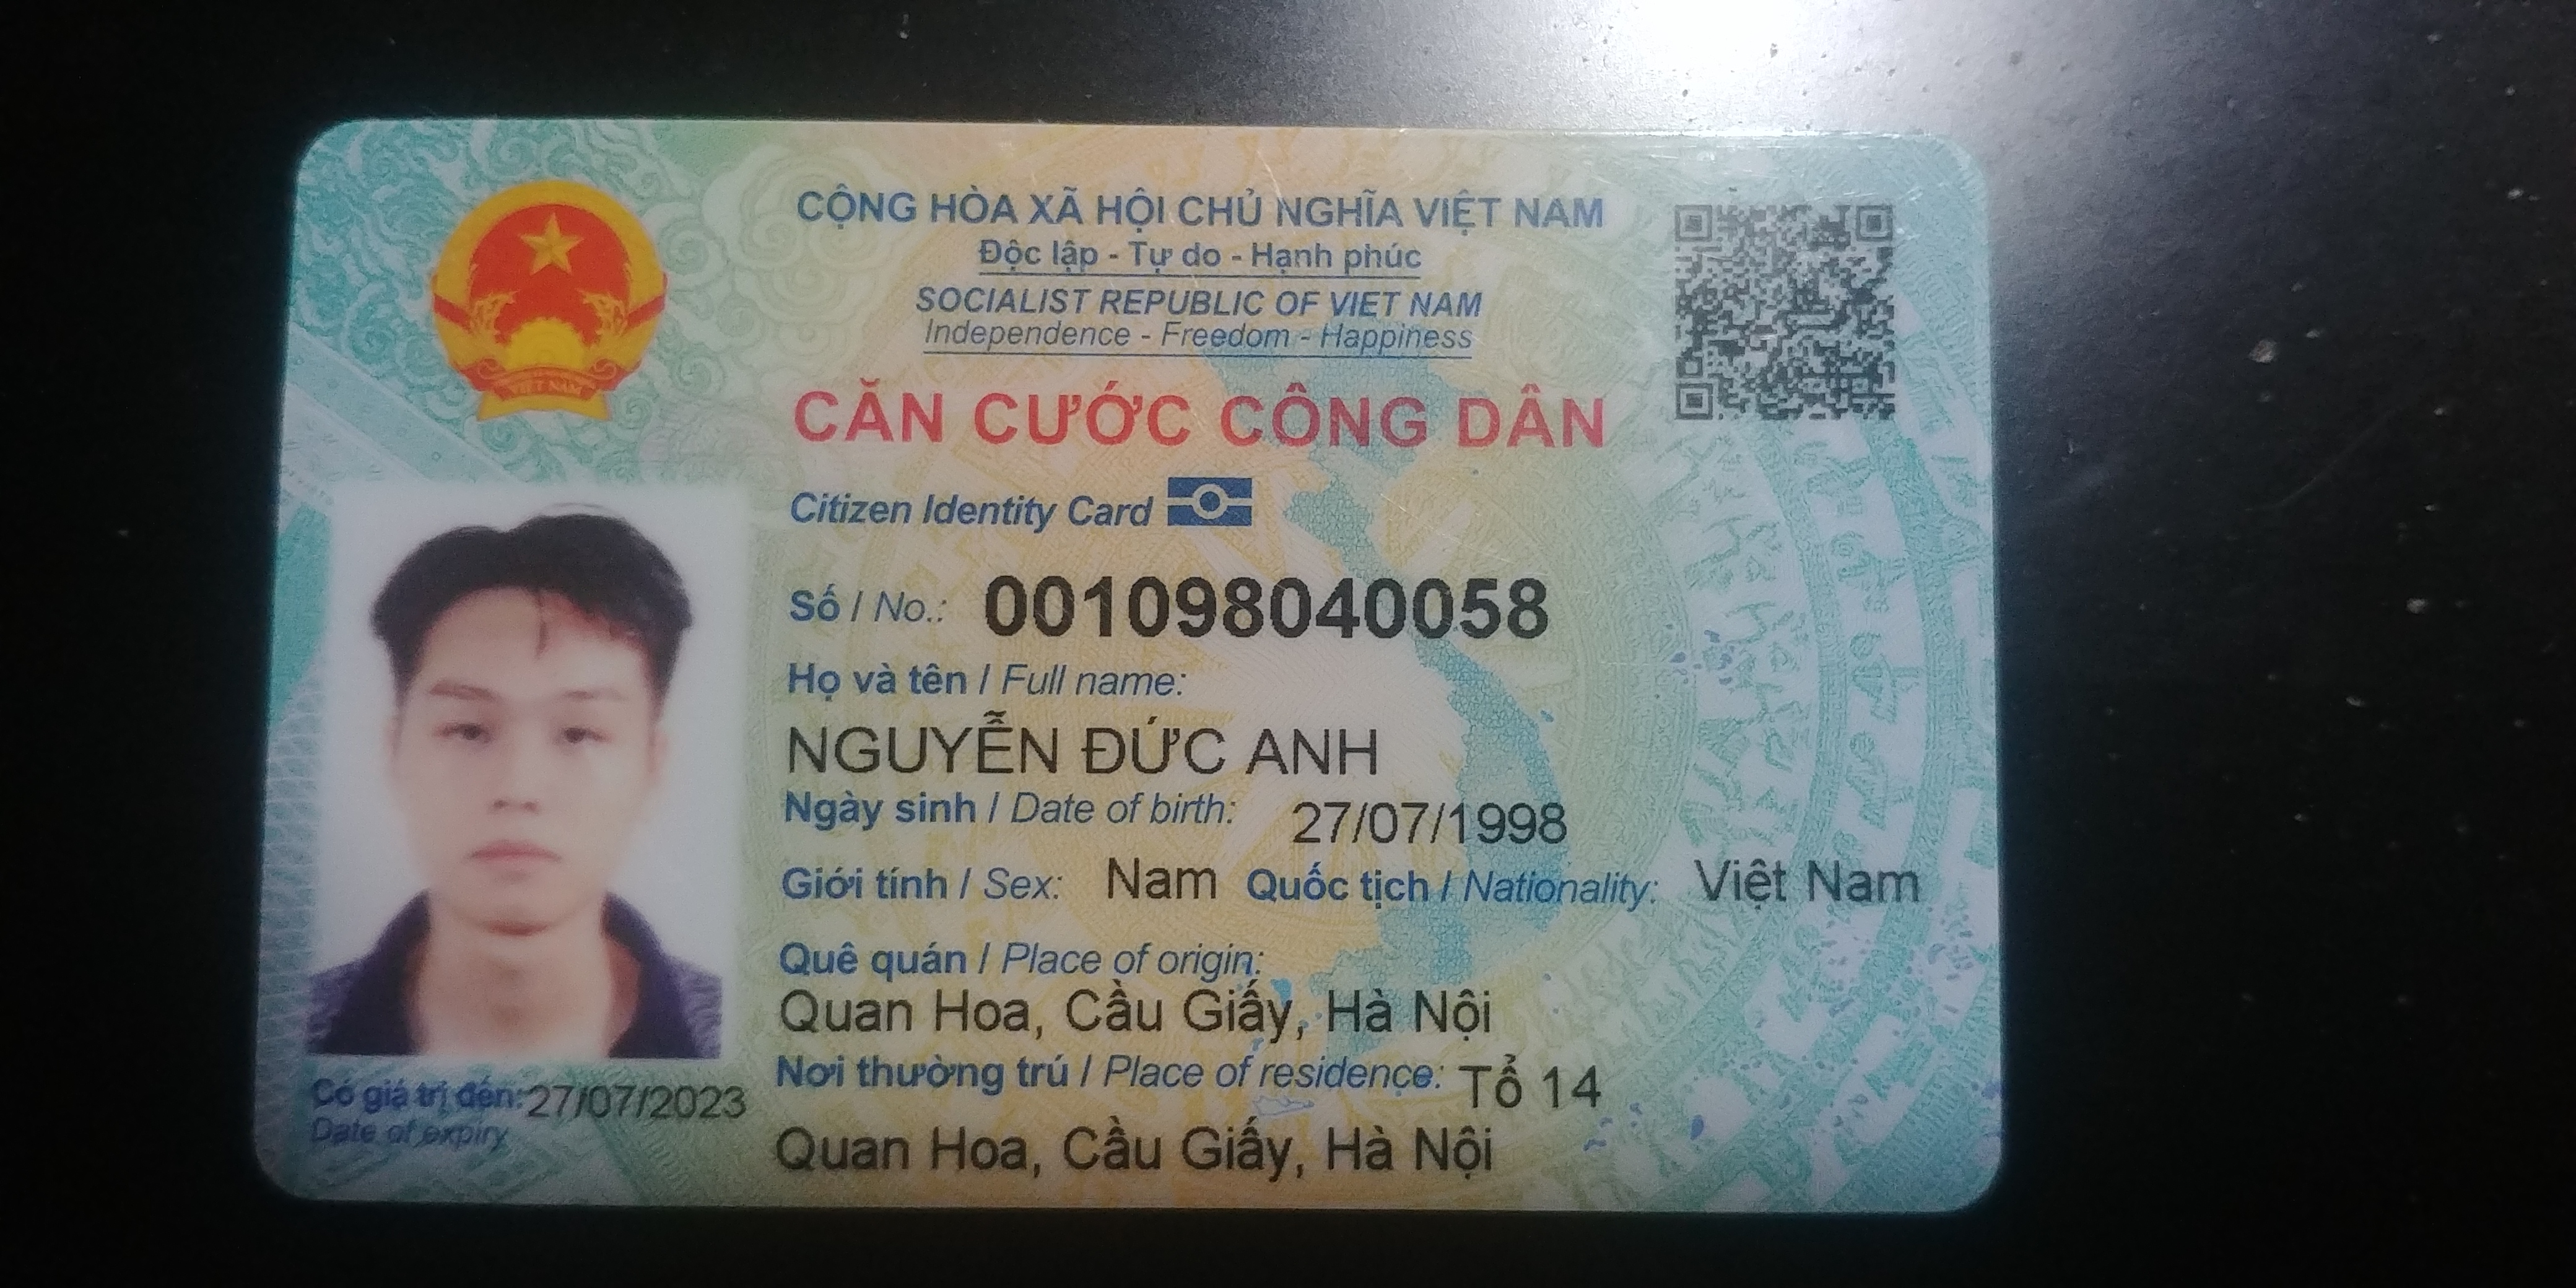 CỘNG HÒA XÃ HỘI CHỦ NGHĨA VIỆT NAM
Độc lập - Tự do - Hạnh phúc
SOCIALIST REPUBLIC OF VIET NAM
Independence - Freedom - Happiness
VIỆT NAM
CĂN CƯỚC CÔNG DÂN
Citizen Identity Card
Số / No.: 001098040058
Họ và tên / Full name:
NGUYỄN ĐỨC ANH
Ngày sinh / Date of birth: 27/07/1998
Giới tính / Sex: Nam Quốc tịch / Nationality: Việt Nam
Quê quán / Place of origin:
Quan Hoa, Cầu Giấy, Hà Nội
Nơi thường trú / Place of residence: Tổ 14
Quan Hoa, Cầu Giấy, Hà Nội
Có giá trị đến: 27/07/2023
Date of expiry